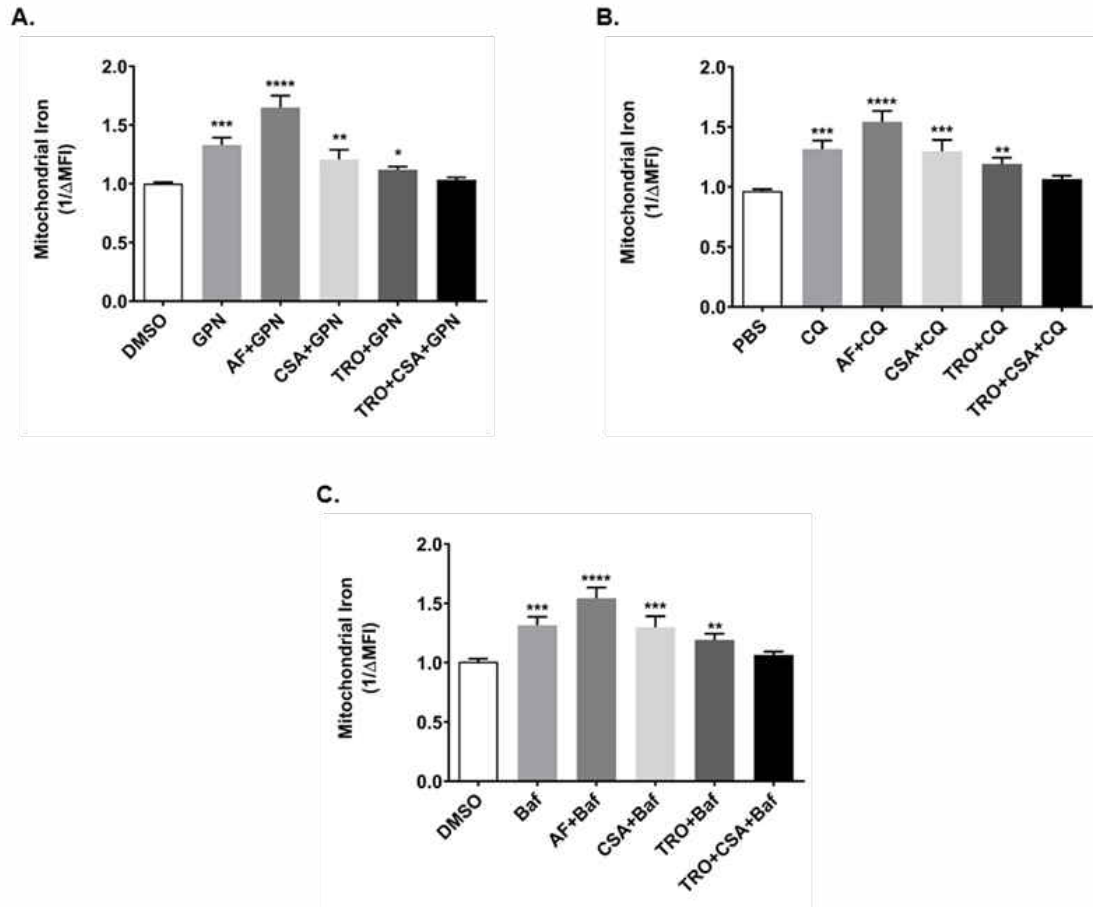 A.
Mitochondrial Iron
(1/ΔMFI)
2.0
1.5
1.0
0.5
0.0
***
****
**
*
DMSO
GPN
AF+GPN
CSA+GPN
TRO+GPN
TRO+CSA+GPN
B.
Mitochondrial Iron
(1/ΔMFI)
2.0
1.5
1.0
0.5
0.0
***
****
***
**
PBS
CQ
AF+CQ
CSA+CQ
TRO+CQ
TRO+CSA+CQ
C.
Mitochondrial Iron
(1/ΔMFI)
2.0
1.5
1.0
0.5
0.0
***
****
***
**
DMSO
Baf
AF+Baf
CSA+Baf
TRO+Baf
TRO+CSA+Baf